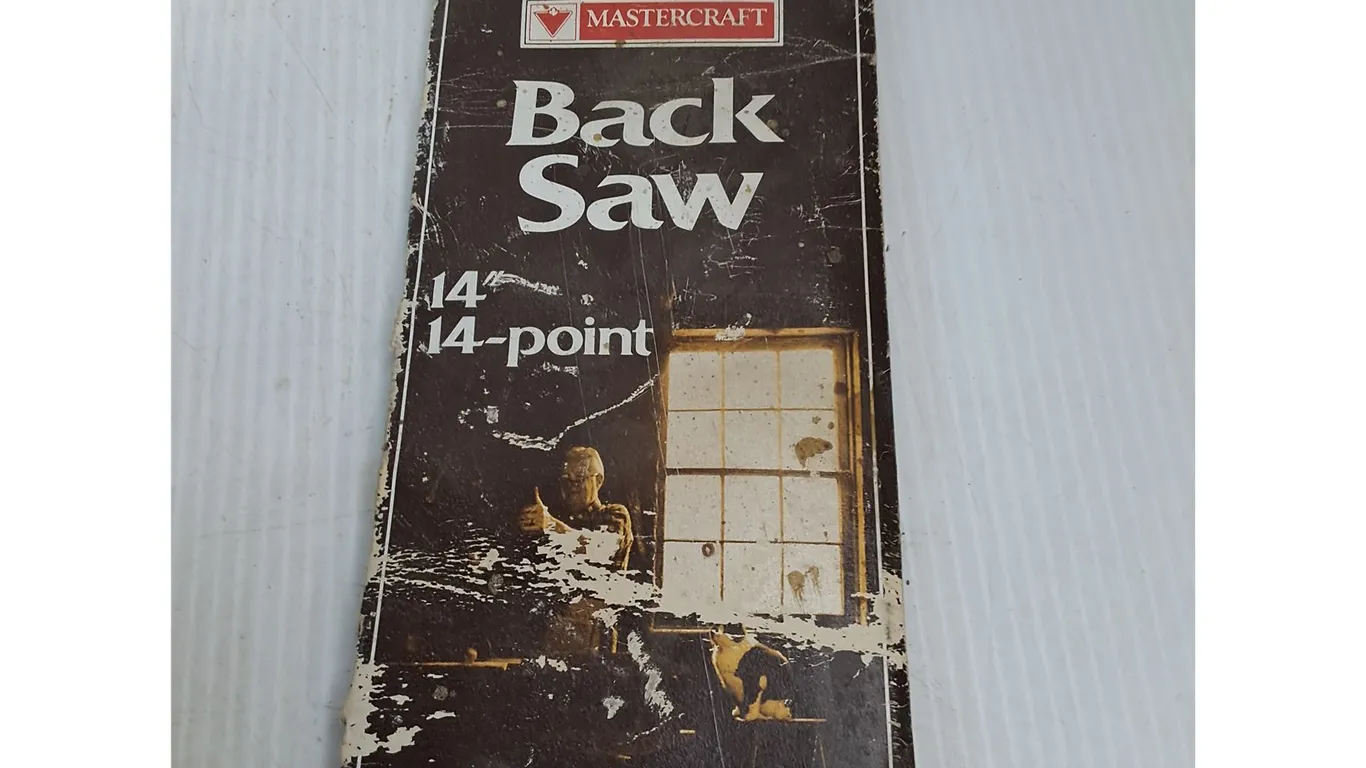 MASTERCRAFT
Back
Saw
14"
14-point